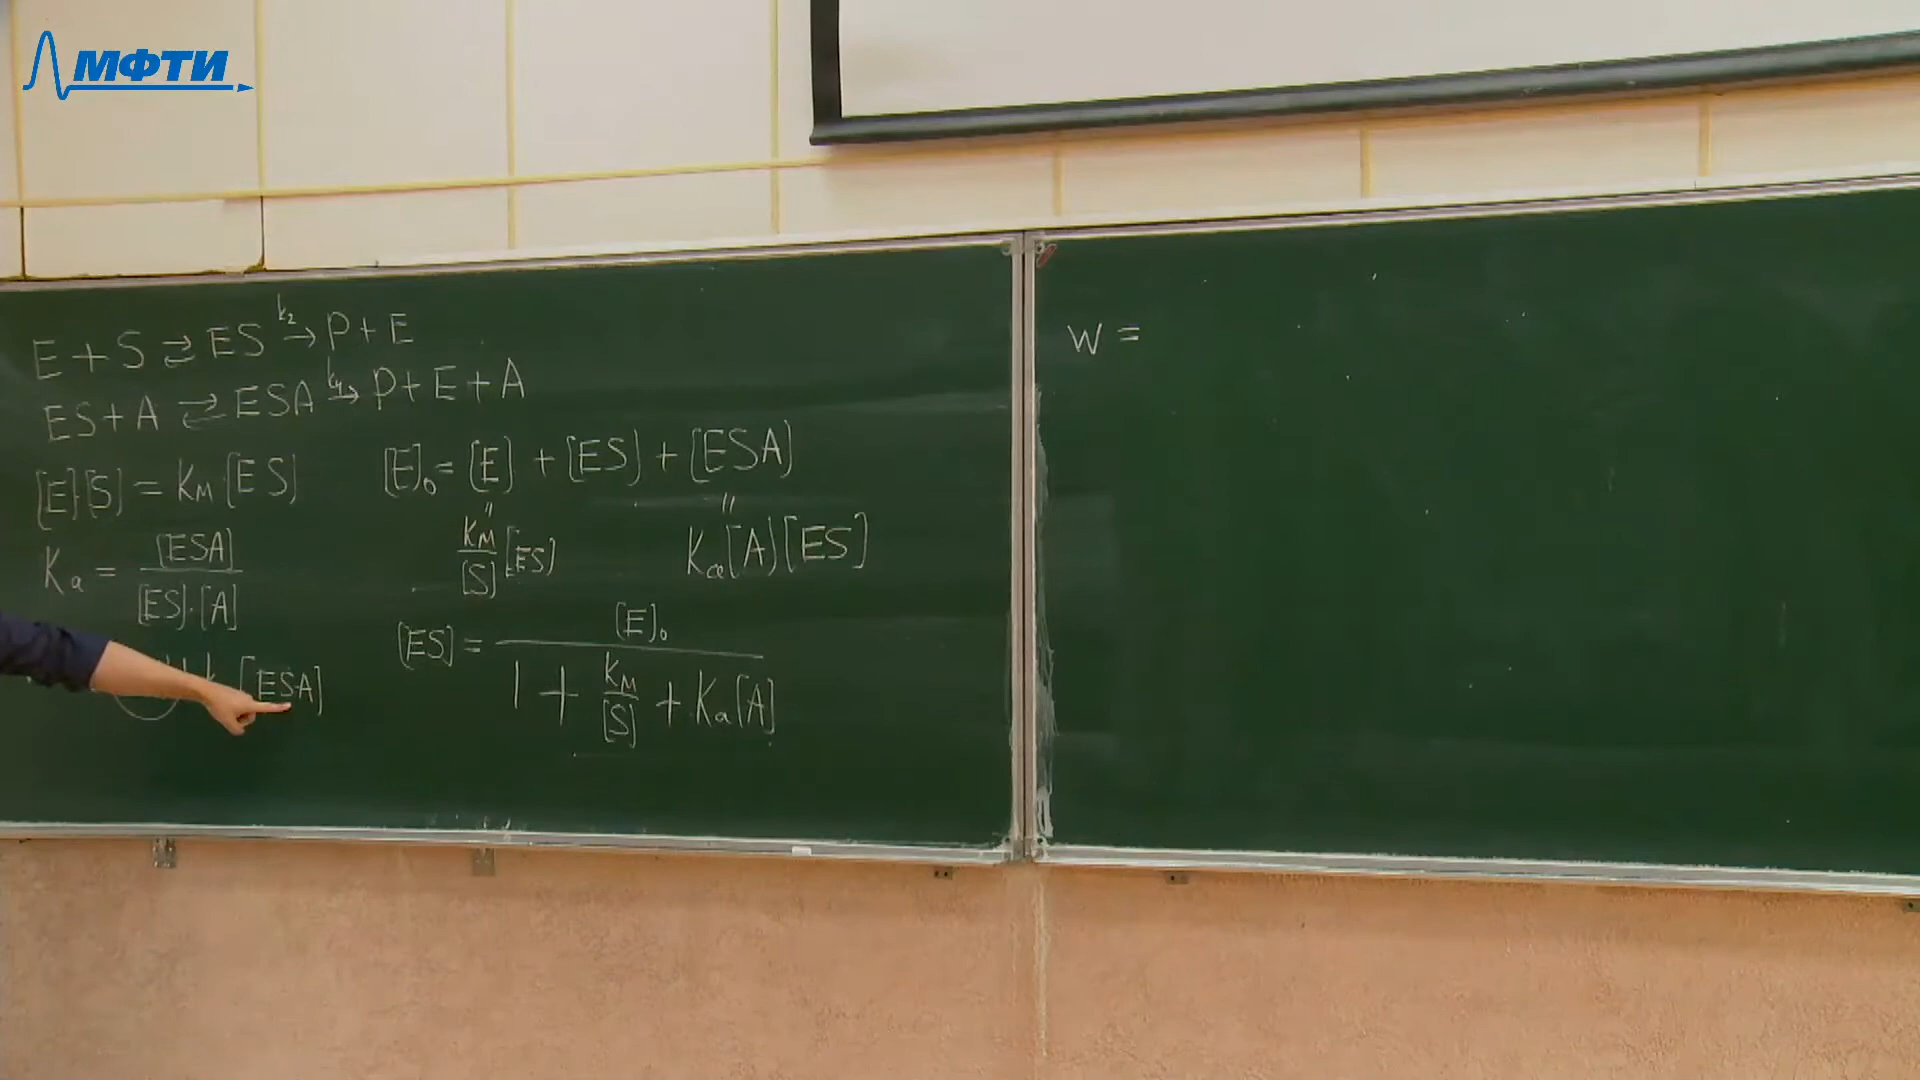 МФТИ
E + S ⇄ ES →(k₂) P + E
ES + A ⇄ ESA →(k₄) P + E + A
[E][S] = K_M·[ES]
[E]₀ = [E] + [ES] + [ESA]
" "
K_M/[S] [ES] K_a[A][ES]
K_a = [ESA]/([ES]·[A])
[ES] = [E]₀/(1 + K_M/[S] + K_a[A])
[ESA]
w =